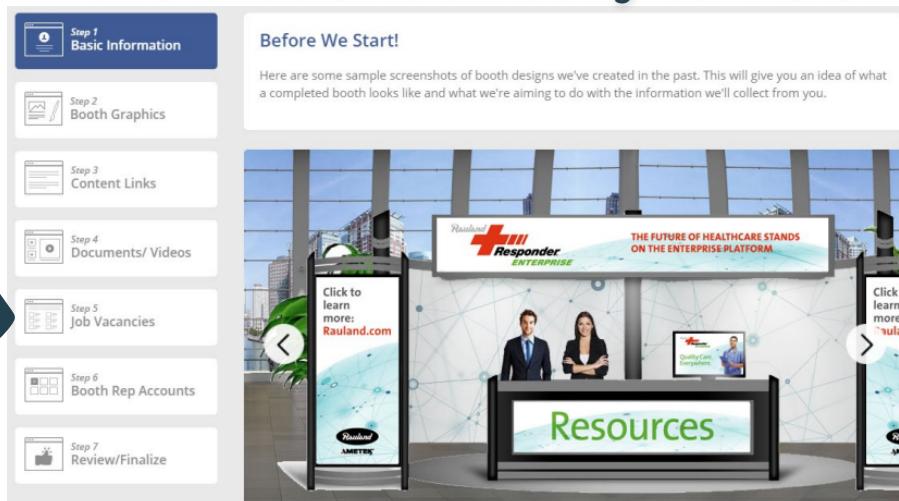 Step 1
Basic Information
Step 2
Booth Graphics
Step 3
Content Links
Step 4
Documents/ Videos
Step 5
Job Vacancies
Step 6
Booth Rep Accounts
Step 7
Review/Finalize
Before We Start!
Here are some sample screenshots of booth designs we've created in the past. This will give you an idea of what
a completed booth looks like and what we're aiming to do with the information we'll collect from you.
Rauland
Responder
ENTERPRISE
THE FUTURE OF HEALTHCARE STANDS
ON THE ENTERPRISE PLATFORM
Click to
learn
more:
Rauland.com
Rauland
AMETEK
Quality Care.
Everywhere.
Resources
Click
learn
more